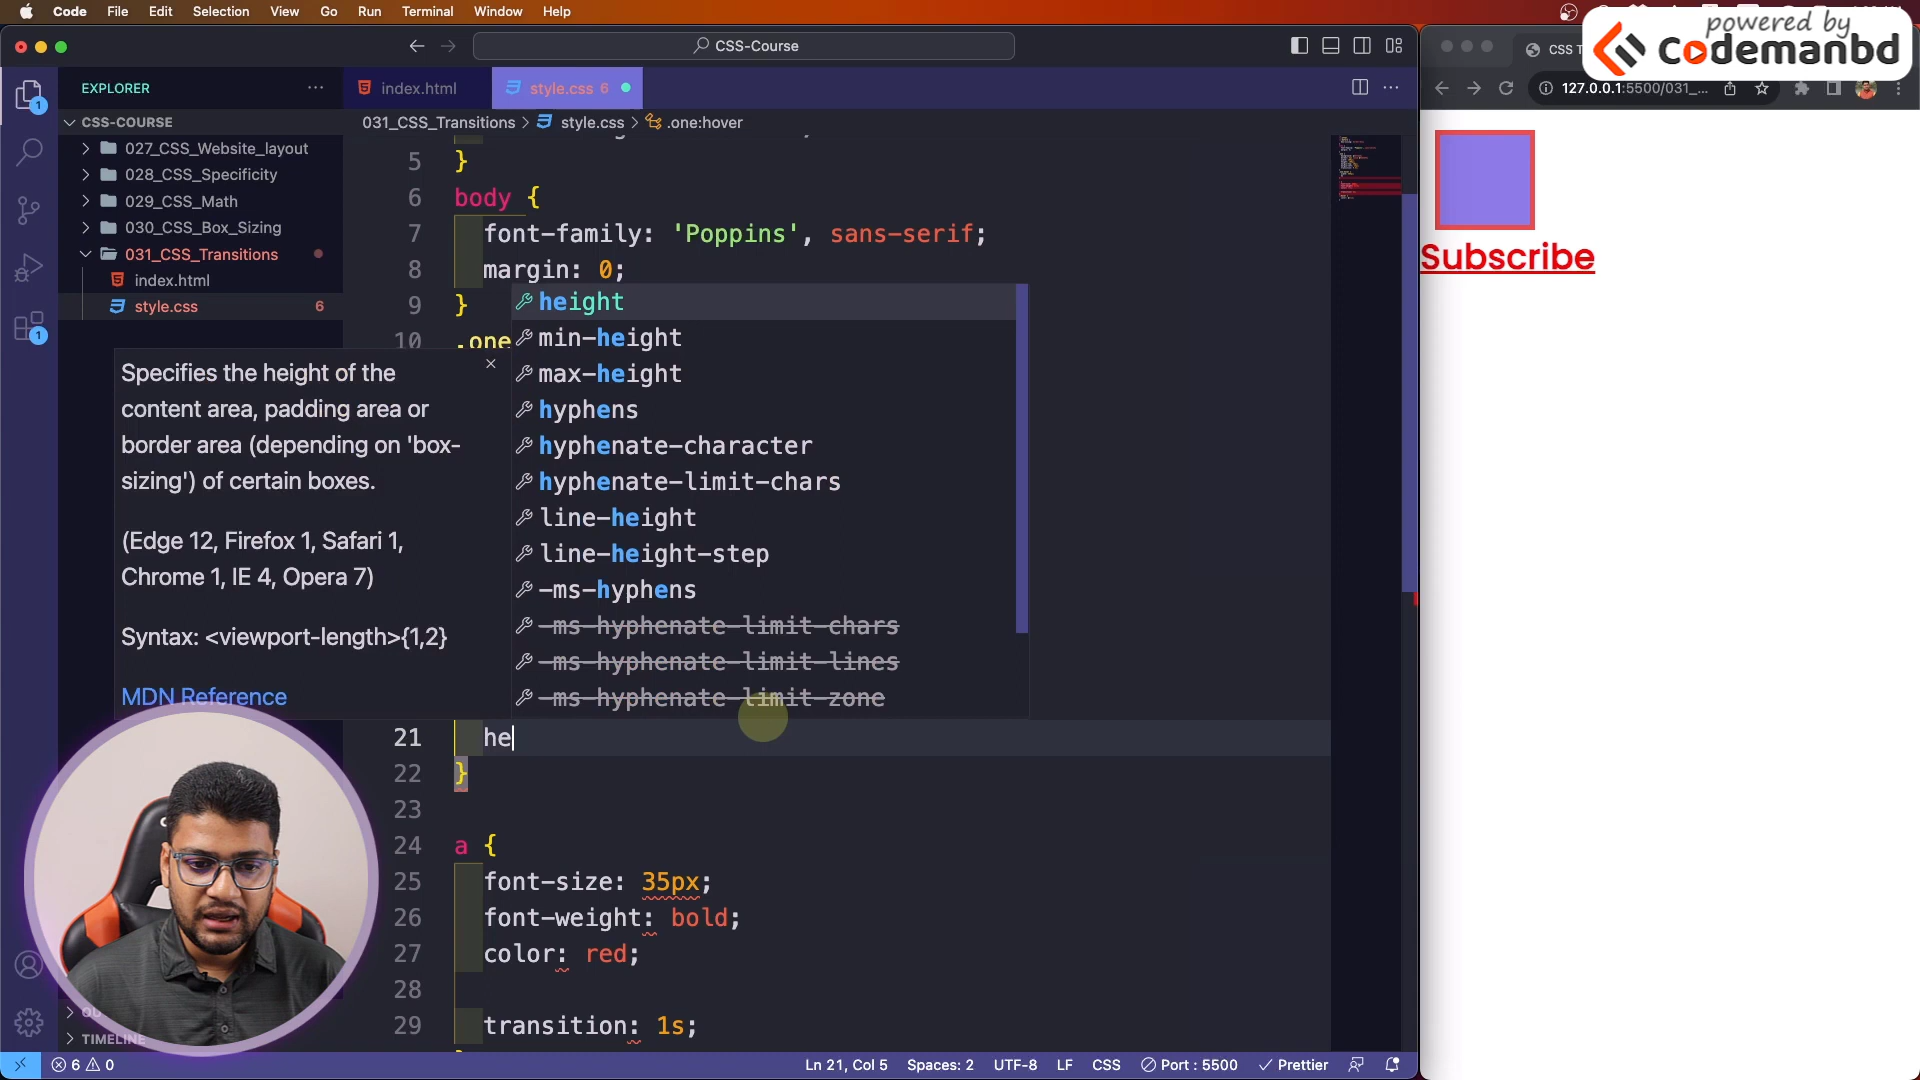 Code File Edit Selection View Go Run Terminal Window Help
powered by
Codemanbd
CSS-Course
CSS T
EXPLORER
index.html
style.css 6
127.0.0.1:5500/031_...
CSS-COURSE
031_CSS_Transitions > style.css > .one:hover
027_CSS_Website_layout
028_CSS_Specificity
029_CSS_Math
030_CSS_Box_Sizing
031_CSS_Transitions
index.html
style.css 6
1
1
5 }
6 body {
7 font-family: 'Poppins', sans-serif;
8 margin: 0;
9 }
10 .one
height
min-height
max-height
hyphens
hyphenate-character
hyphenate-limit-chars
line-height
line-height-step
-ms-hyphens
-ms-hyphenate-limit-chars
-ms-hyphenate-limit-lines
-ms-hyphenate-limit-zone
Specifies the height of the
content area, padding area or
border area (depending on 'box-
sizing') of certain boxes.
(Edge 12, Firefox 1, Safari 1,
Chrome 1, IE 4, Opera 7)
Syntax: <viewport-length>{1,2}
MDN Reference
21 he
22 }
23
24 a {
25 font-size: 35px;
26 font-weight: bold;
27 color: red;
28
29 transition: 1s;
Subscribe
TIMELINE
6 0
Ln 21, Col 5 Spaces: 2 UTF-8 LF CSS Port : 5500 Prettier